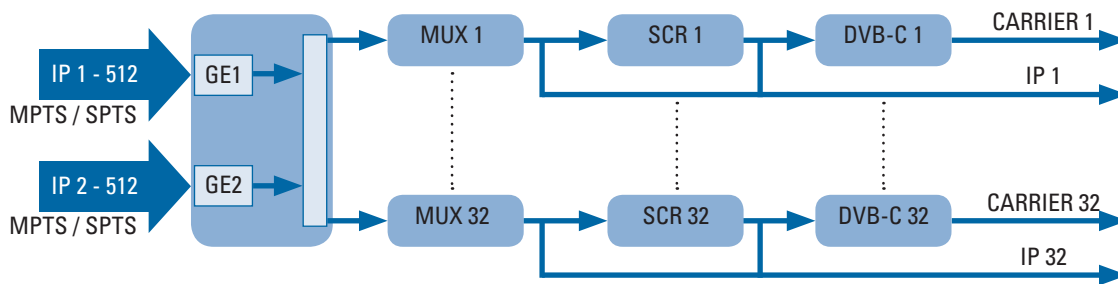 IP 1 - 512
MPTS / SPTS
GE1
MUX 1
SCR 1
DVB-C 1
CARRIER 1
IP 1
IP 2 - 512
MPTS / SPTS
GE2
MUX 32
SCR 32
DVB-C 32
CARRIER 32
IP 32